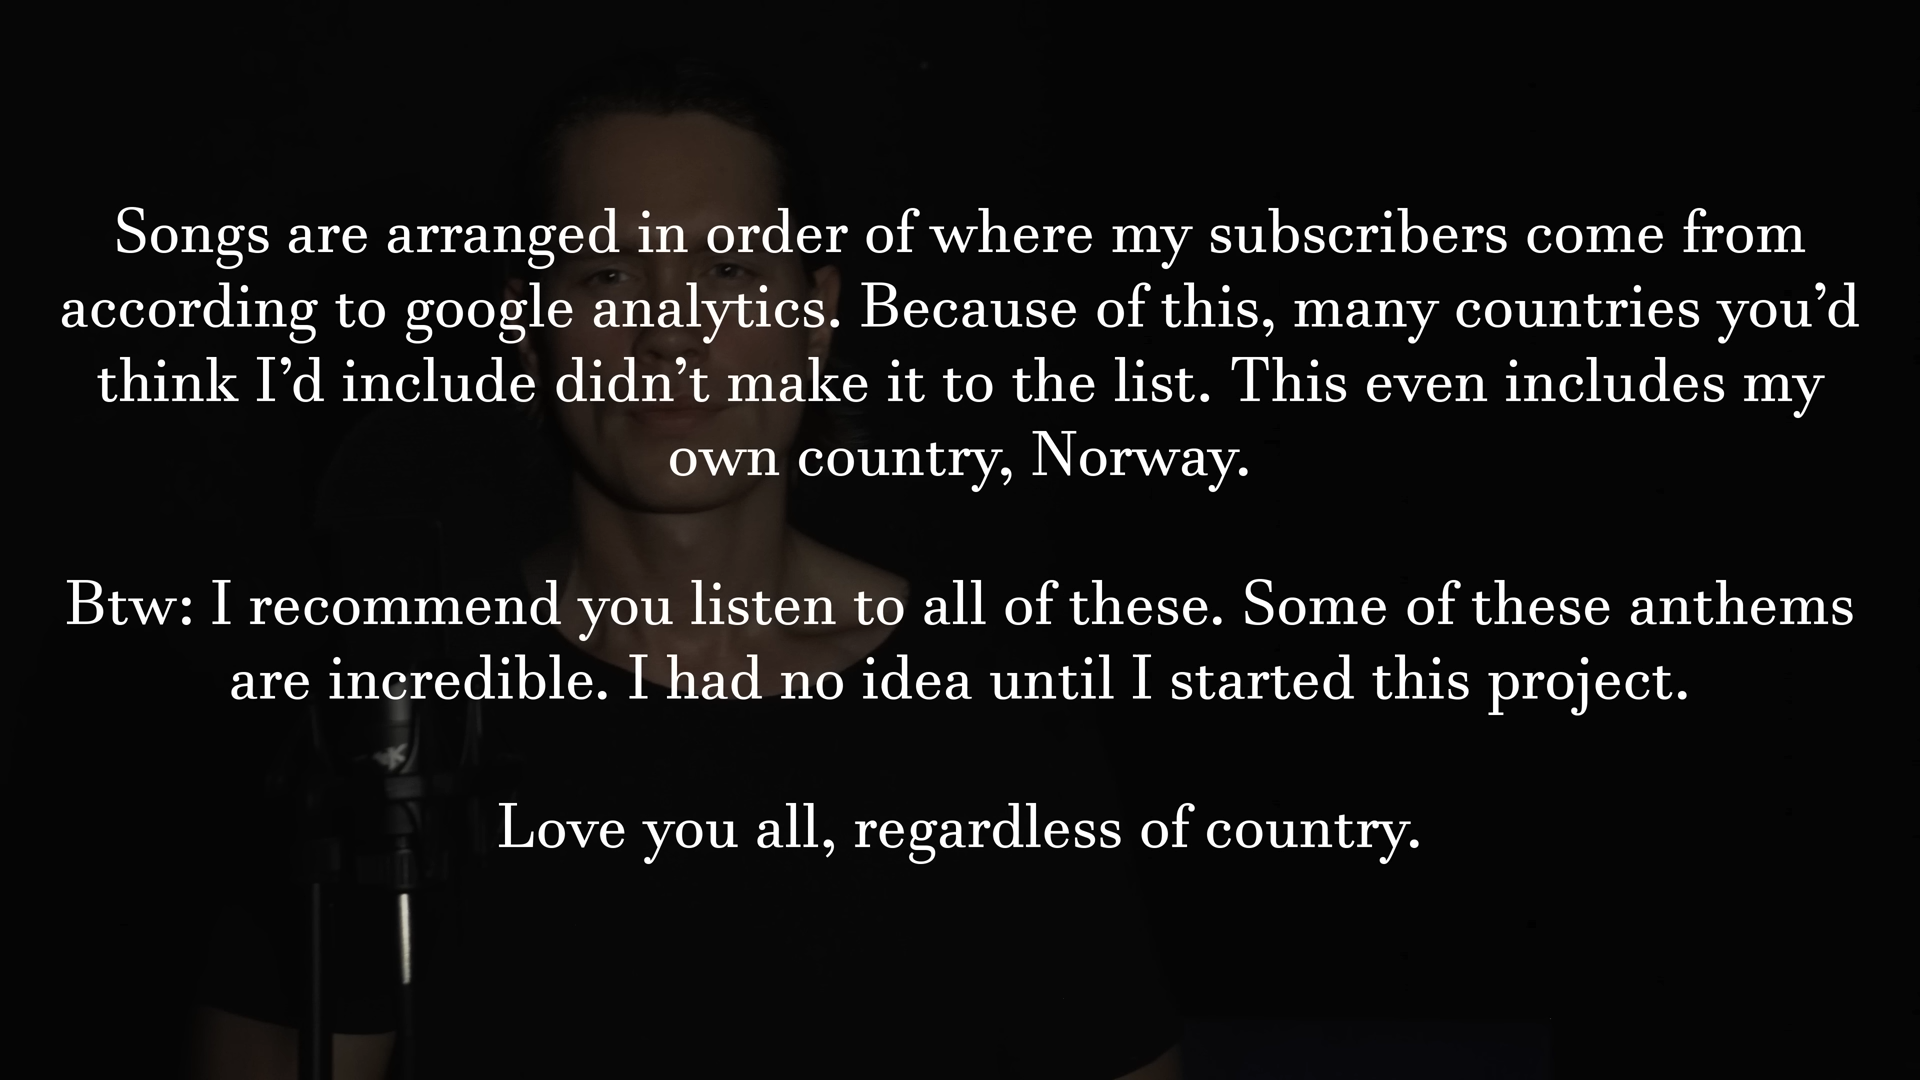 Songs are arranged in order of where my subscribers come from
according to google analytics. Because of this, many countries you’d
think I’d include didn’t make it to the list. This even includes my
own country, Norway.
Btw: I recommend you listen to all of these. Some of these anthems
are incredible. I had no idea until I started this project.
Love you all, regardless of country.